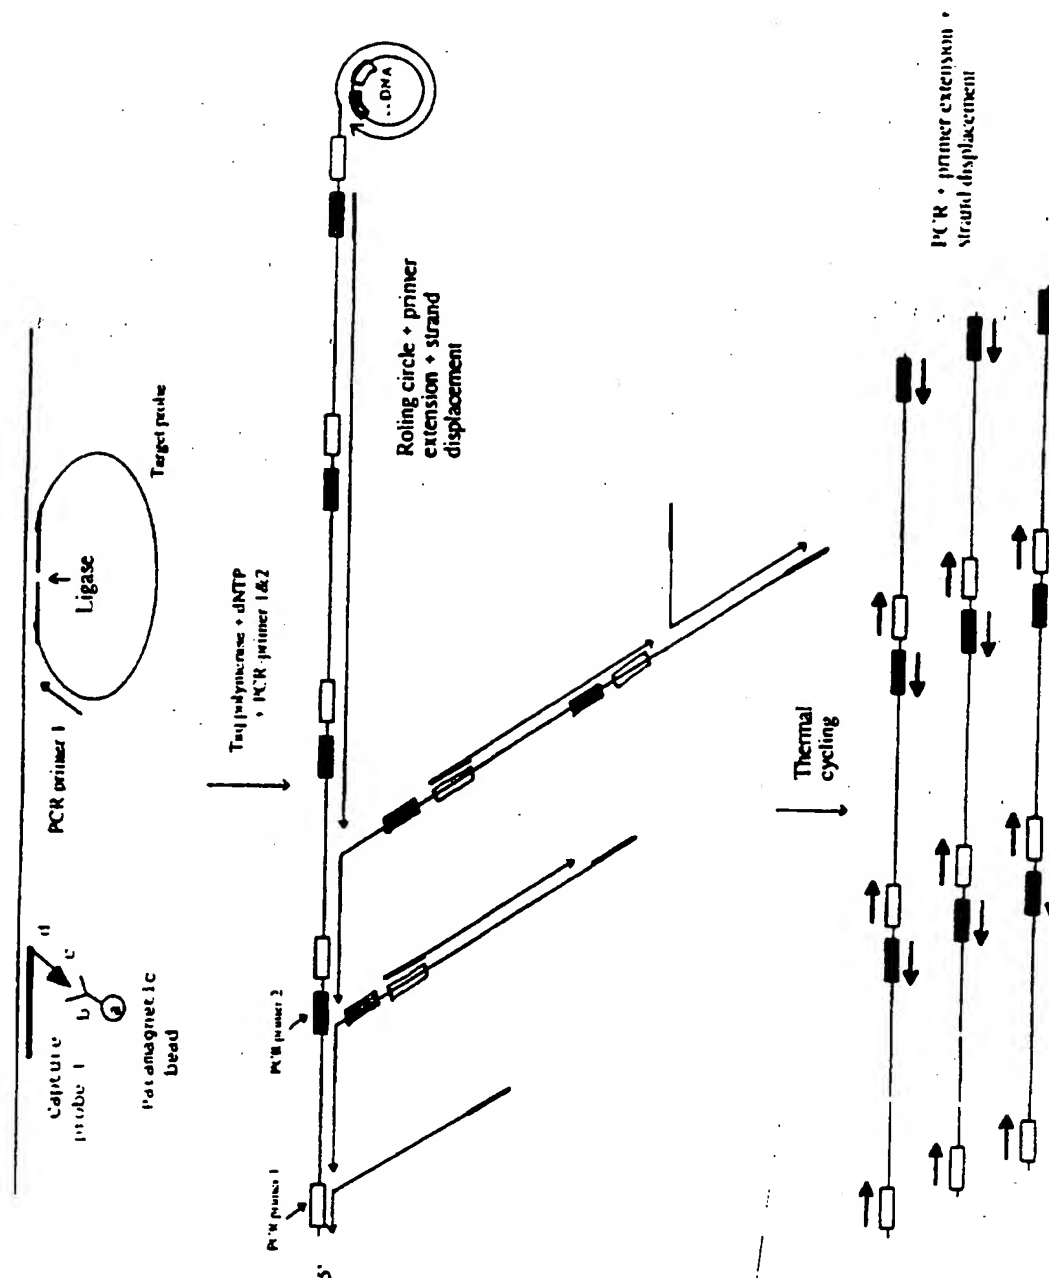 Capture
probe 1
b
c
d
a
Paramagnetic
bead
PCR primer 1
Ligase
Target probe
Taq polymerase + dNTP
+ PCR-primer 1&2
5'
PCR primer 1
PCR primer 2
DNA
Roling circle + primer
extension + strand
displacement
Thermal
cycling
PCR + primer extension +
strand displacement